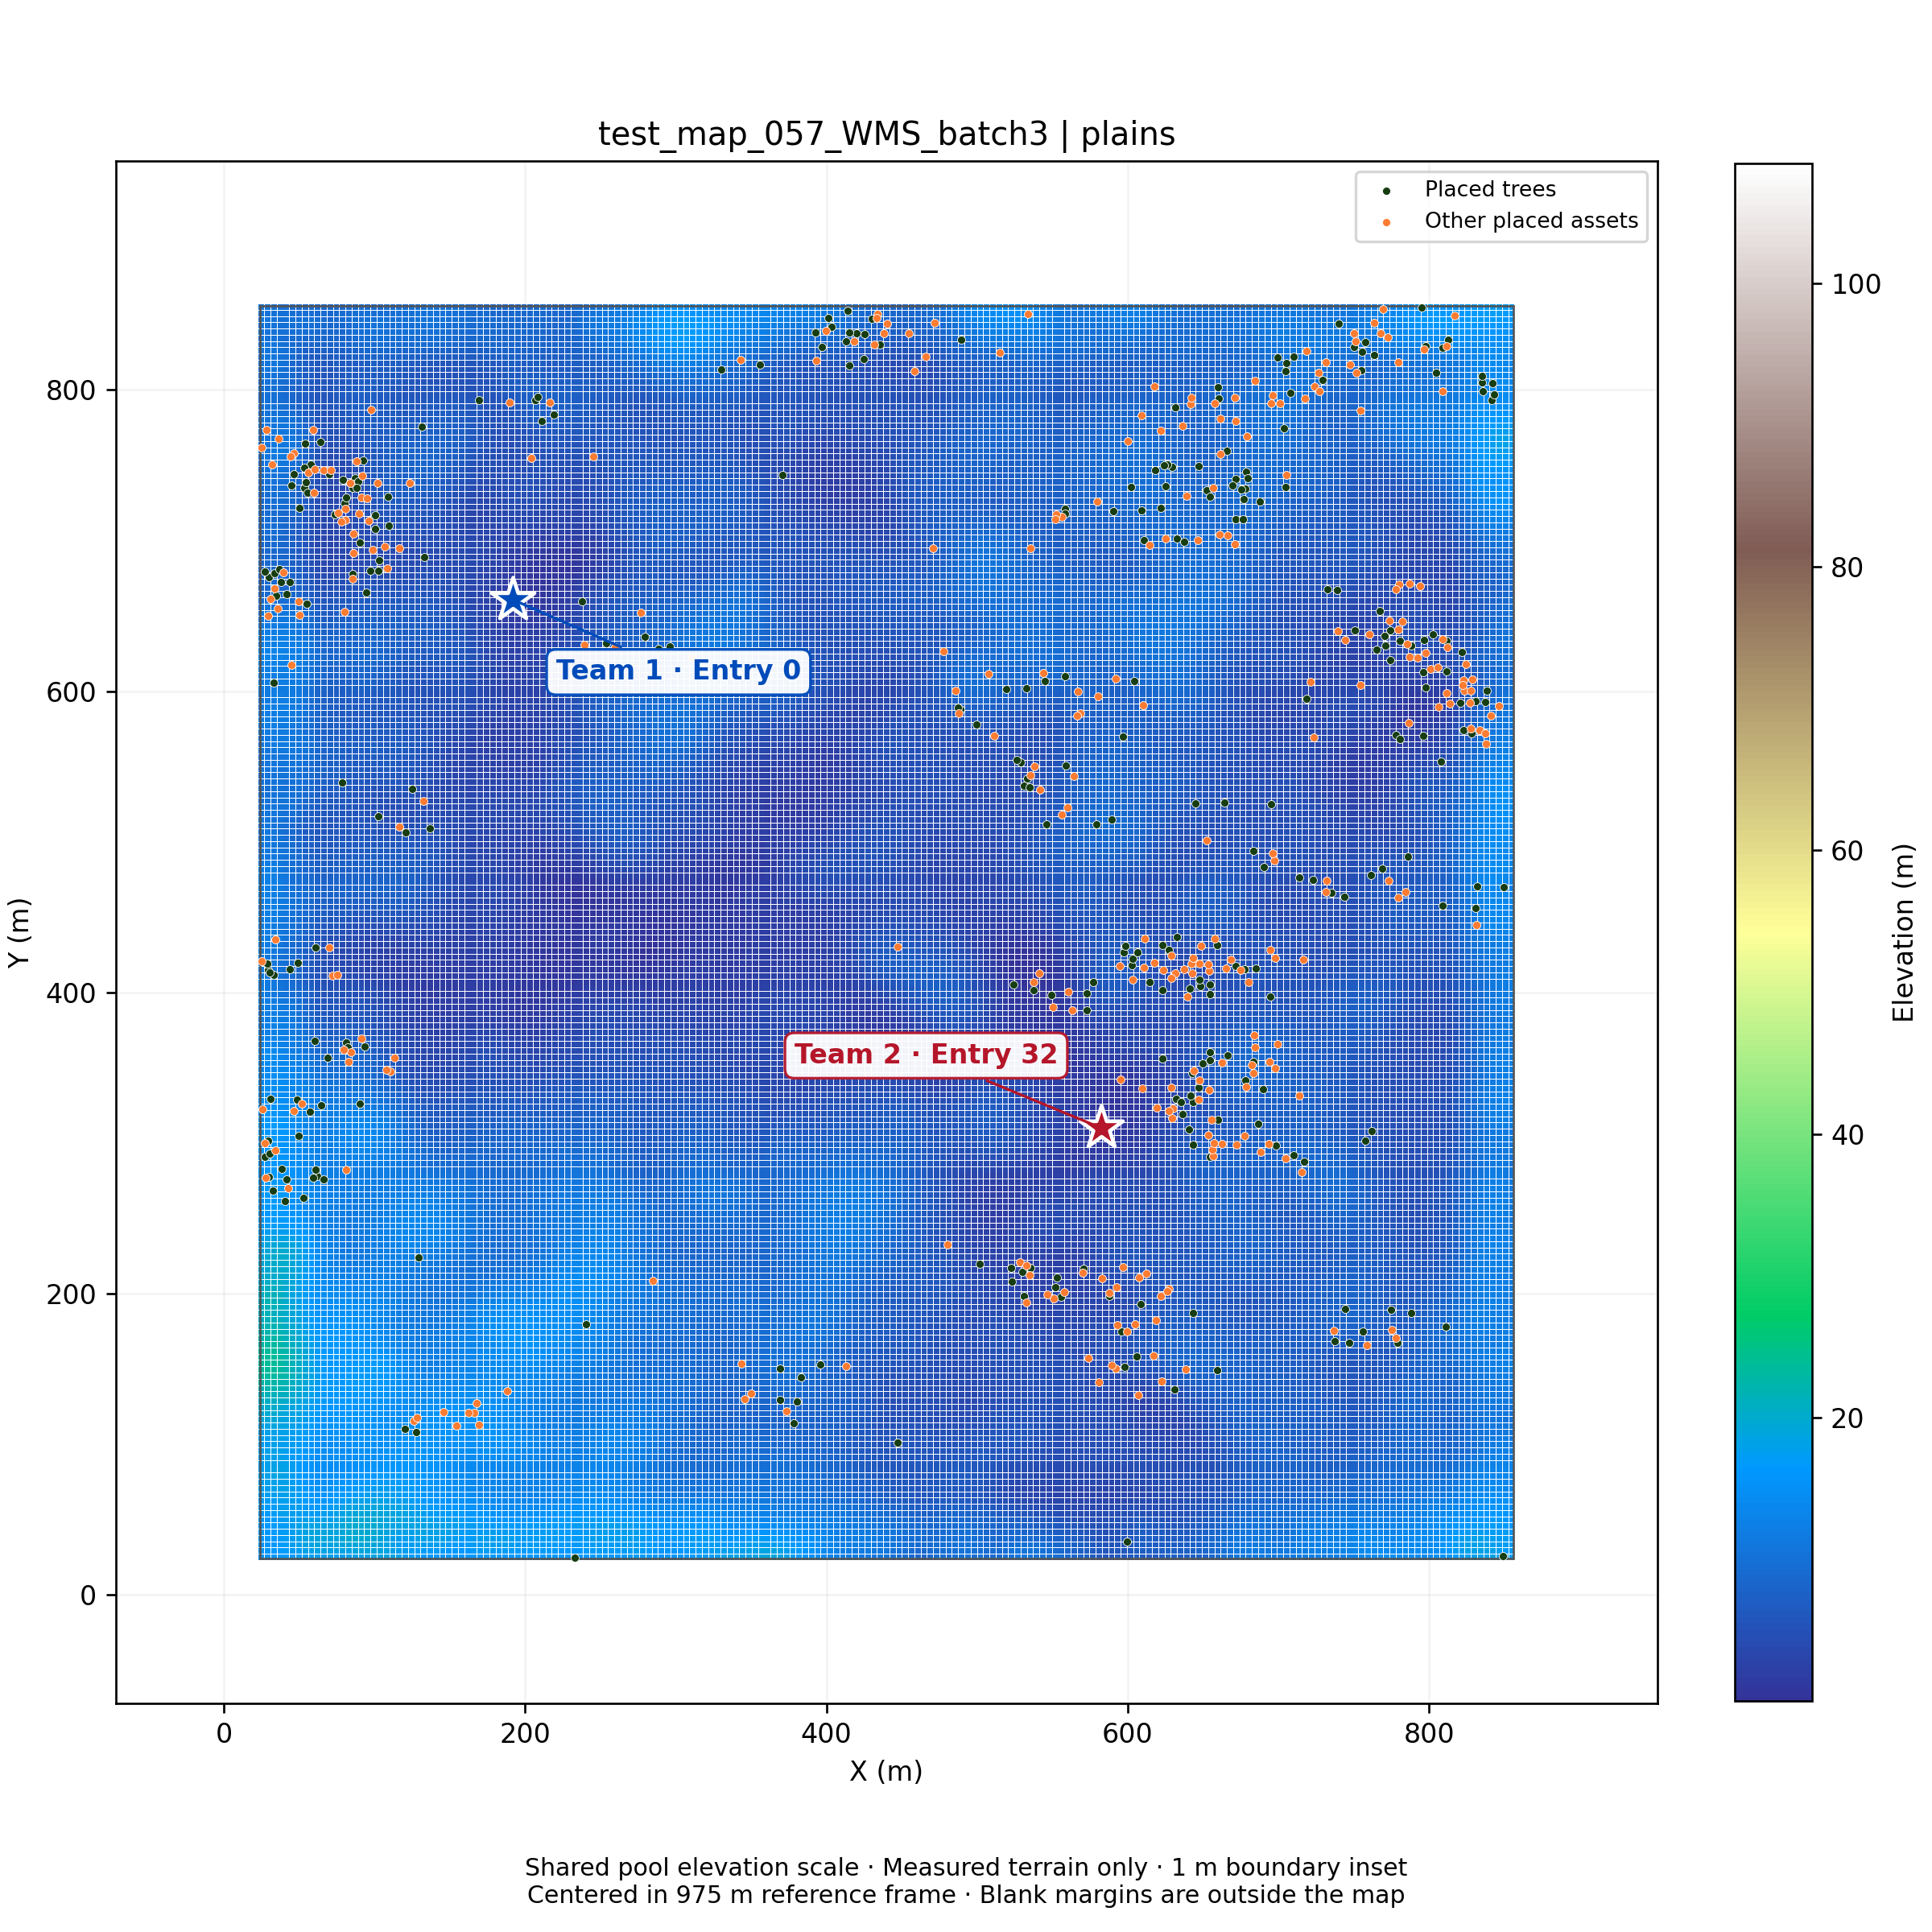 test_map_057_WMS_batch3 | plains
Placed trees
Other placed assets
Team 1 · Entry 0
Team 2 · Entry 32
800
600
400
200
0
Y (m)
0
200
400
600
800
X (m)
100
80
60
40
20
Elevation (m)
Shared pool elevation scale · Measured terrain only · 1 m boundary inset
Centered in 975 m reference frame · Blank margins are outside the map